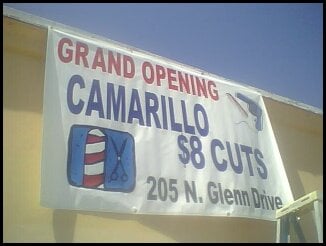 GRAND OPENING
CAMARILLO
$8 CUTS
205 N. Glenn Drive